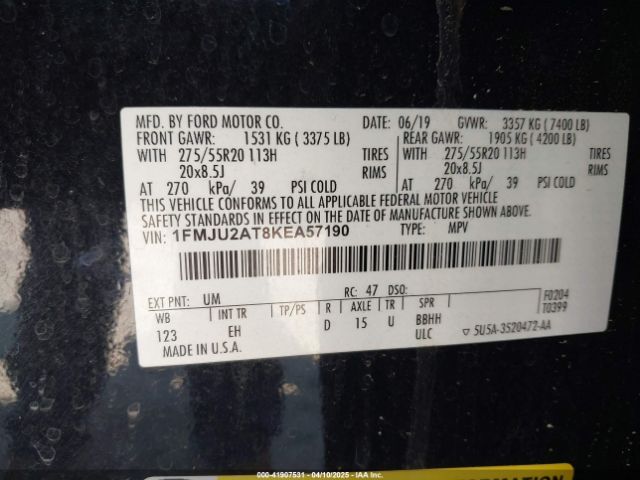 MFD. BY FORD MOTOR CO. DATE: 06/19 GVWR: 3357 KG ( 7400 LB)
FRONT GAWR: 1531 KG ( 3375 LB) REAR GAWR: 1905 KG ( 4200 LB)
WITH 275/55R20 113H TIRES WITH 275/55R20 113H TIRES
20x8.5J RIMS 20x8.5J RIMS
AT 270 kPa/ 39 PSI COLD AT 270 kPa/ 39 PSI COLD
THIS VEHICLE CONFORMS TO ALL APPLICABLE FEDERAL MOTOR VEHICLE
SAFETY STANDARDS IN EFFECT ON THE DATE OF MANUFACTURE SHOWN ABOVE.
VIN: 1FMJU2AT8KEA57190 TYPE: MPV
EXT PNT: UM RC: 47 DSO: F0204
T0399
WB INT TR TP/PS R AXLE TR SPR
123 EH D 15 U BBHH
ULC
MADE IN U.S.A. ▽ 5U5A-3520472-AA
000-41907531 - 04/10/2025 - IAA Inc.